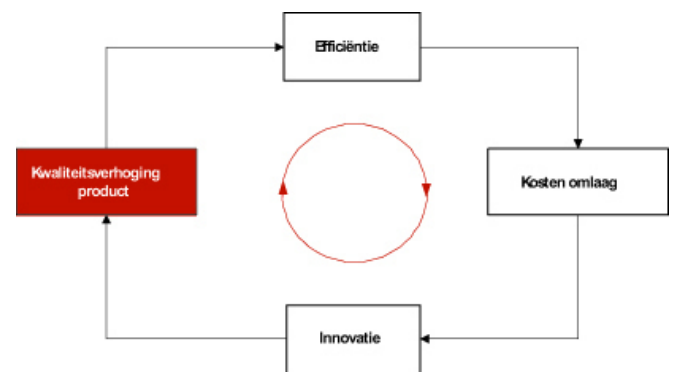 Efficiëntie
Kwaliteitsverhoging
product
Kosten omlaag
Innovatie